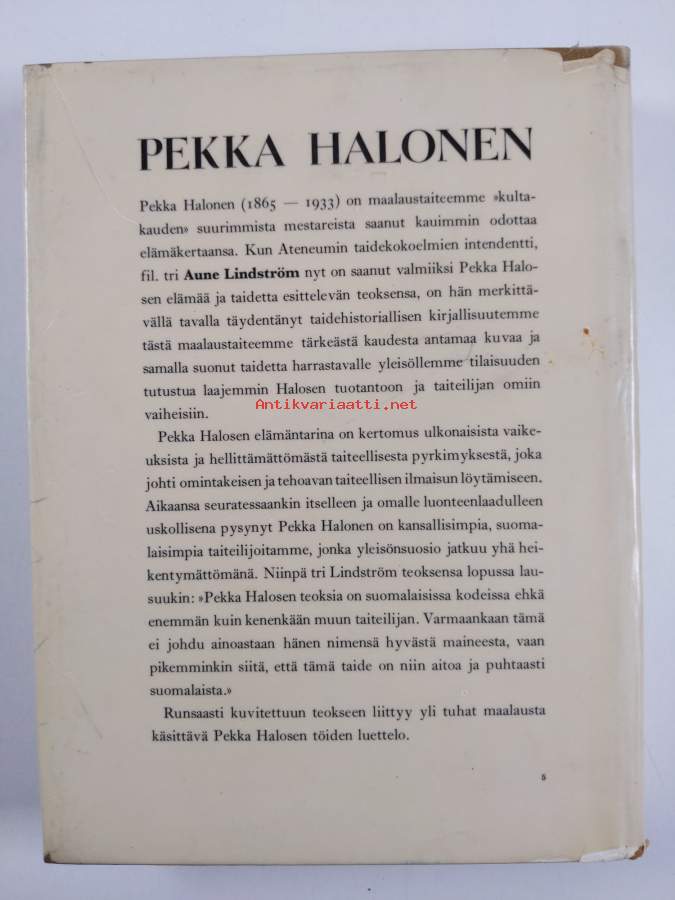 PEKKA HALONEN
Pekka Halonen (1865 — 1933) on maalaustaiteemme »kulta-
kauden» suurimmista mestareista saanut kauimmin odottaa
elämäkertaansa. Kun Ateneumin taidekokoelmien intendentti,
fil. tri Aune Lindström nyt on saanut valmiiksi Pekka Halo-
sen elämää ja taidetta esittelevän teoksensa, on hän merkittä-
vällä tavalla täydentänyt taidehistoriallisen kirjallisuutemme
tästä maalaustaiteemme tärkeästä kaudesta antamaa kuvaa ja
samalla suonut taidetta harrastavalle yleisöllemme tilaisuuden
tutustua laajemmin Halosen tuotantoon ja taiteilijan omiin
vaiheisiin.
Antikvariaatti.net
Pekka Halosen elämäntarina on kertomus ulkonaisista vaike-
uksista ja hellittämättömästä taiteellisesta pyrkimyksestä, joka
johti omintakeisen ja tehoavan taiteellisen ilmaisun löytämiseen.
Aikaansa seuratessaankin itselleen ja omalle luonteenlaadulleen
uskollisena pysynyt Pekka Halonen on kansallisimpia, suoma-
laisimpia taiteilijoitamme, jonka yleisönsuosio jatkuu yhä hei-
kentymättömänä. Niinpä tri Lindström teoksensa lopussa lau-
suukin: »Pekka Halosen teoksia on suomalaisissa kodeissa ehkä
enemmän kuin kenenkään muun taiteilijan. Varmaankaan tämä
ei johdu ainoastaan hänen nimensä hyvästä maineesta, vaan
pikemminkin siitä, että tämä taide on niin aitoa ja puhtaasti
suomalaista.»
Runsaasti kuvitettuun teokseen liittyy yli tuhat maalausta
käsittävä Pekka Halosen töiden luettelo.
5